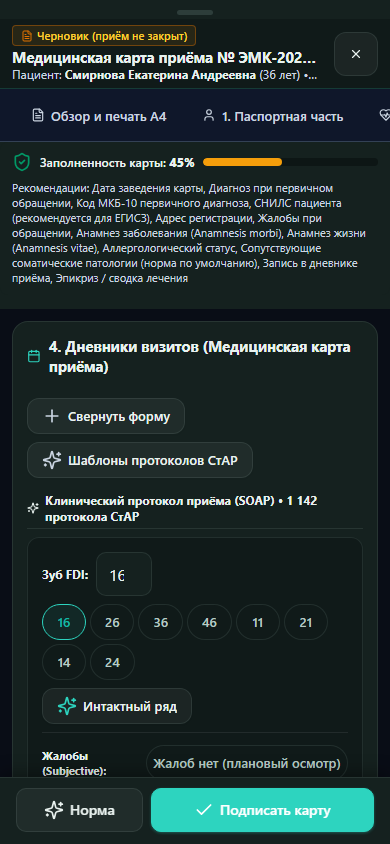 Черновик (приём не закрыт)
Медицинская карта приёма № ЭМК-202...
Пациент: Смирнова Екатерина Андреевна (36 лет) •...
Обзор и печать А4
1. Паспортная часть
Заполненность карты: 45%
Рекомендации: Дата заведения карты, Диагноз при первичном
обращении, Код МКБ-10 первичного диагноза, СНИЛС пациента
(рекомендуется для ЕГИСЗ), Адрес регистрации, Жалобы при
обращении, Анамнез заболевания (Anamnesis morbi), Анамнез жизни
(Anamnesis vitae), Аллергологический статус, Сопутствующие
соматические патологии (норма по умолчанию), Запись в дневнике
приёма, Эпикриз / сводка лечения
4. Дневники визитов (Медицинская карта
приёма)
Свернуть форму
Шаблоны протоколов СтАР
Клинический протокол приёма (SOAP) • 1 142
протокола СтАР
Зуб FDI: 16
16 26 36 46 11 21
14 24
Интактный ряд
Жалобы
(Subjective):
Жалоб нет (плановый осмотр)
Норма
Подписать карту